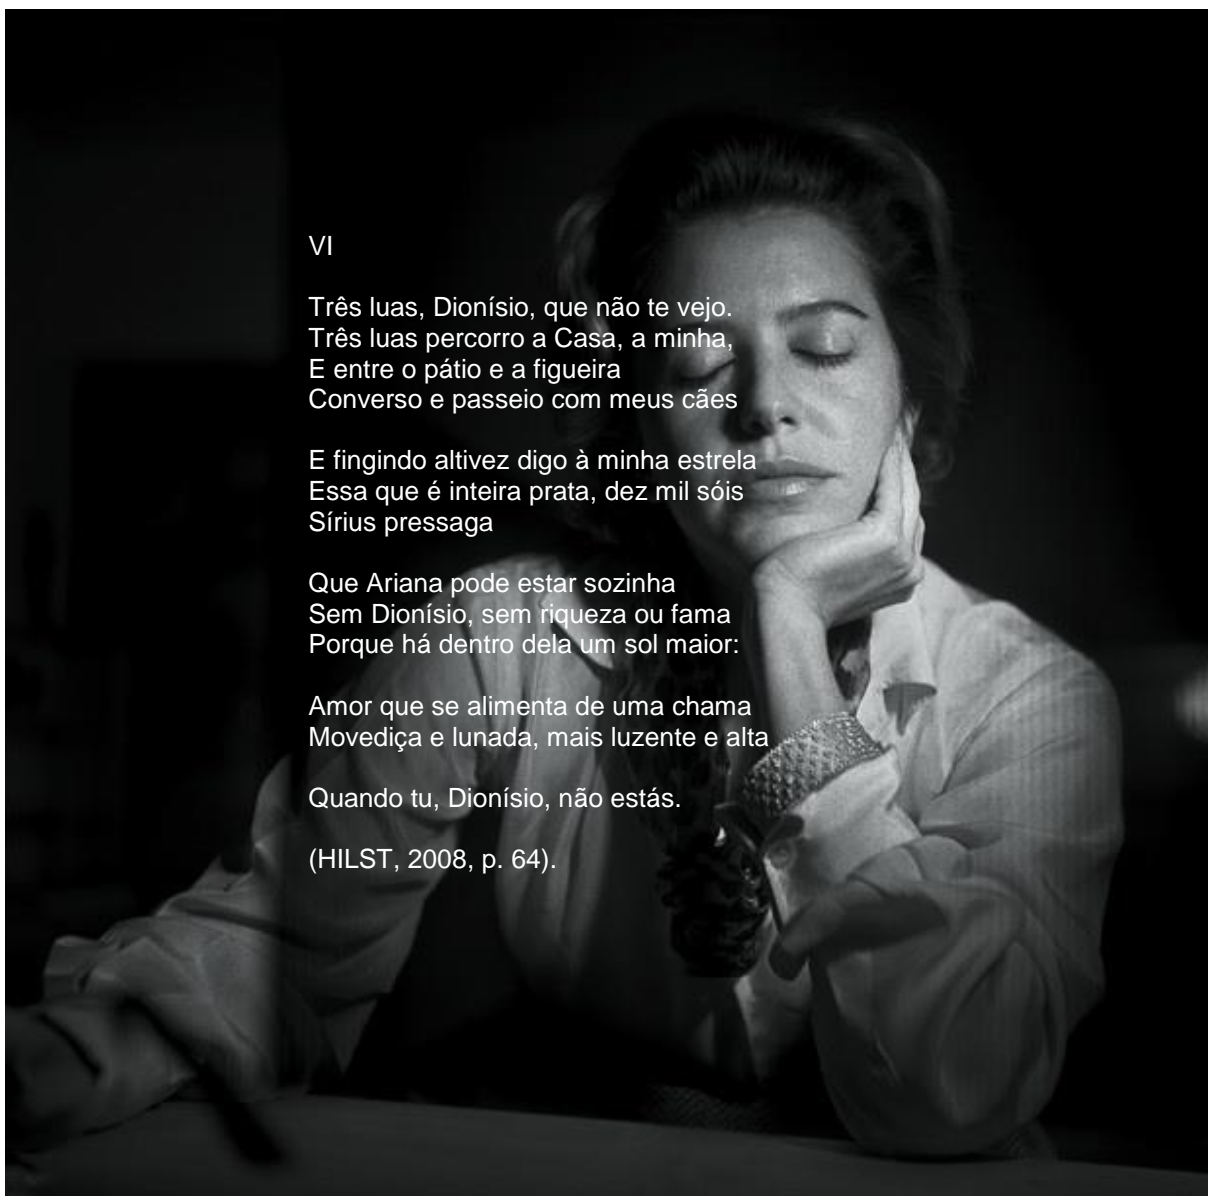 VI
Três luas, Dionísio, que não te vejo.
Três luas percorro a Casa, a minha,
E entre o pátio e a figueira
Converso e passeio com meus cães
E fingindo altivez digo à minha estrela
Essa que é inteira prata, dez mil sóis
Sírius pressaga
Que Ariana pode estar sozinha
Sem Dionísio, sem riqueza ou fama
Porque há dentro dela um sol maior:
Amor que se alimenta de uma chama
Movediça e lunada, mais luzente e alta
Quando tu, Dionísio, não estás.
(HILST, 2008, p. 64).